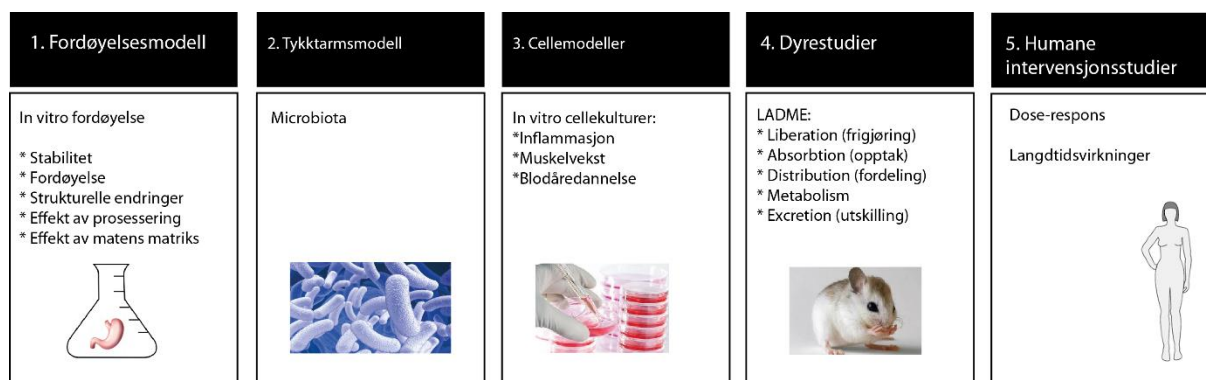 1. Fordøyelsesmodell
In vitro fordøyelse
* Stabilitet
* Fordøyelse
* Strukturelle endringer
* Effekt av prosessering
* Effekt av matens matriks
2. Tykktarmsmodell
Microbiota
3. Cellemodeller
In vitro cellekulturer:
*Inflammasjon
*Muskelvekst
*Blodåredannelse
4. Dyrestudier
LADME:
* Liberation (frigjøring)
* Absorbtion (opptak)
* Distribution (fordeling)
* Metabolism
* Excretion (utskilling)
5. Humane
intervensjonsstudier
Dose-respons
Langdtidsvirkninger